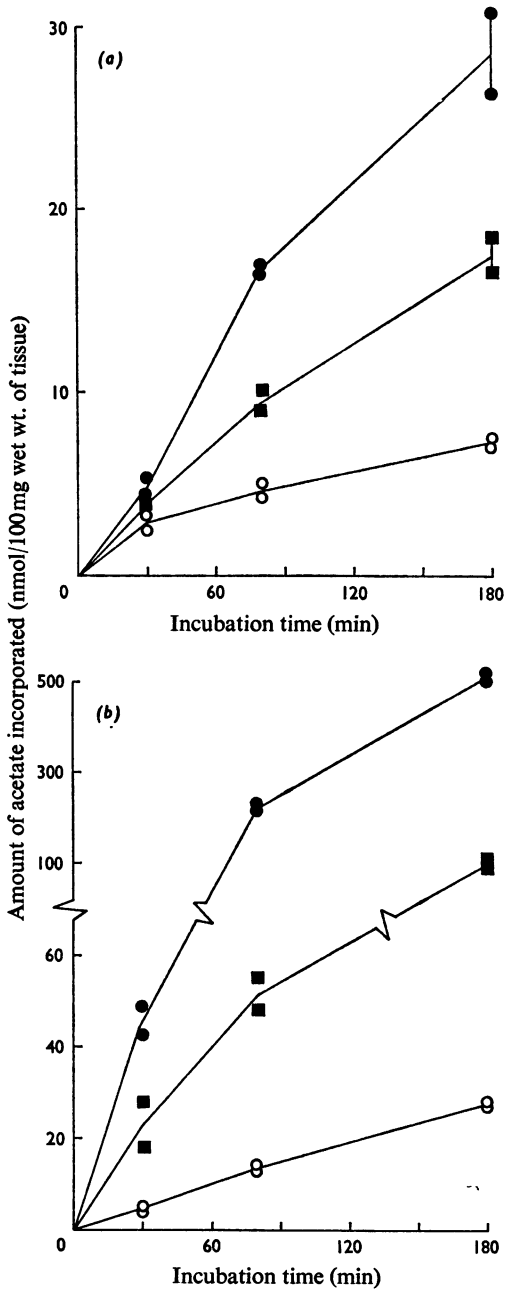 Amount of acetate incorporated (nmol/100mg wet wt. of tissue)
(a)
30
20
10
0 60 120 180
Incubation time (min)
(b)
500
300
100
60
40
20
0 60 120 180
Incubation time (min)